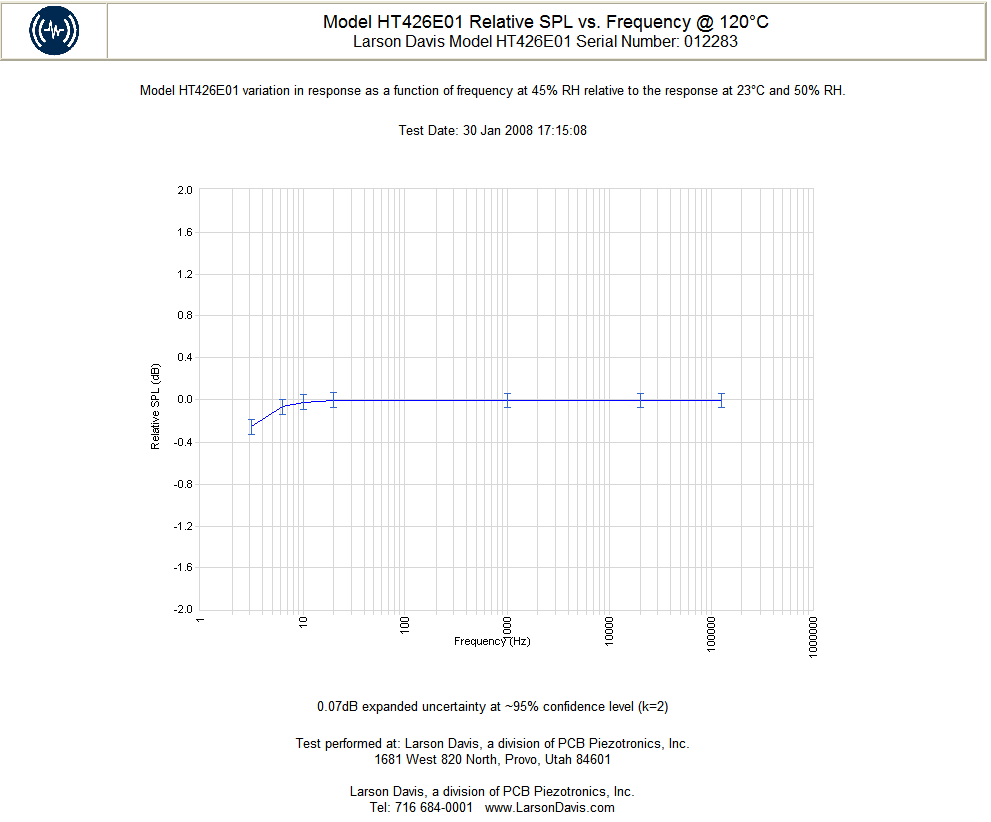 Model HT426E01 Relative SPL vs. Frequency @ 120°C
Larson Davis Model HT426E01 Serial Number: 012283
Model HT426E01 variation in response as a function of frequency at 45% RH relative to the response at 23°C and 50% RH.
Test Date: 30 Jan 2008 17:15:08
2.0
1.6
1.2
0.8
0.4
0.0
-0.4
-0.8
-1.2
-1.6
-2.0
Relative SPL (dB)
1
10
100
1000
10000
100000
1000000
Frequency (Hz)
0.07dB expanded uncertainty at ~95% confidence level (k=2)
Test performed at: Larson Davis, a division of PCB Piezotronics, Inc.
1681 West 820 North, Provo, Utah 84601
Larson Davis, a division of PCB Piezotronics, Inc.
Tel: 716 684-0001 www.LarsonDavis.com